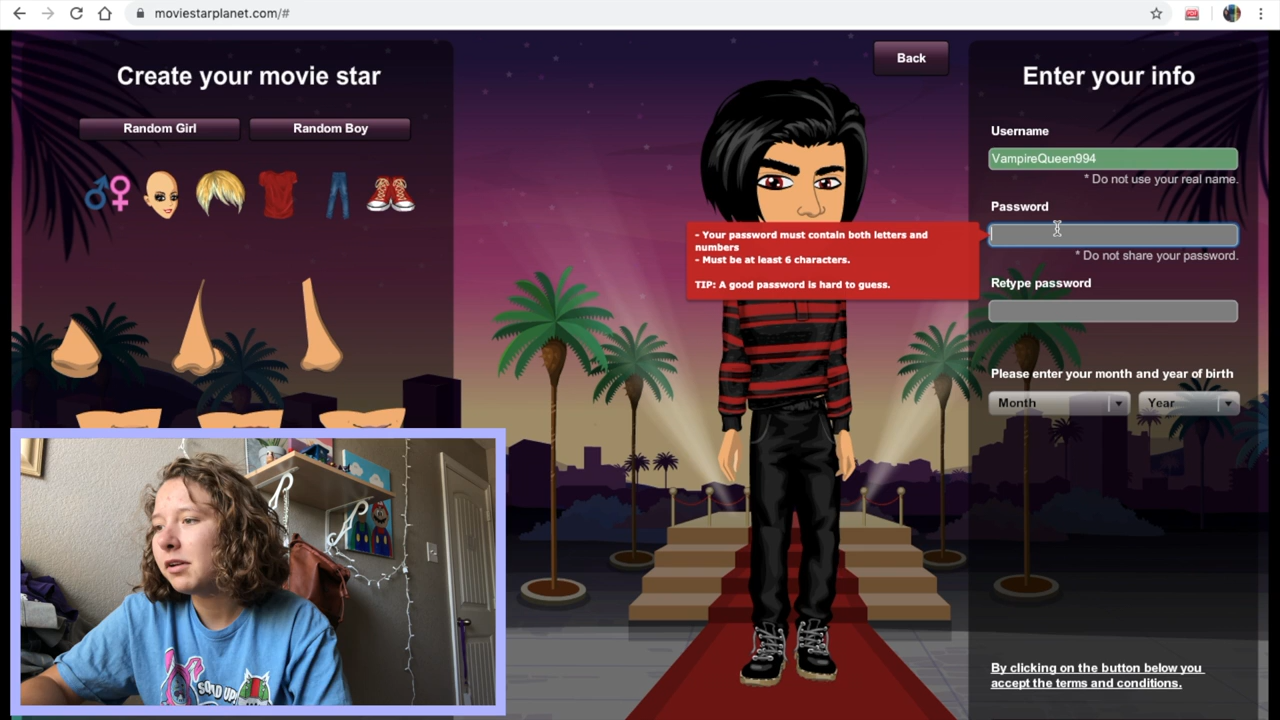 moviestarplanet.com/#
Create your movie star
Random Girl
Random Boy
Back
Enter your info
Username
VampireQueen994
* Do not use your real name.
Password
- Your password must contain both letters and
numbers
- Must be at least 6 characters.
TIP: A good password is hard to guess.
* Do not share your password.
Retype password
Please enter your month and year of birth
Month
Year
By clicking on the button below you
accept the terms and conditions.